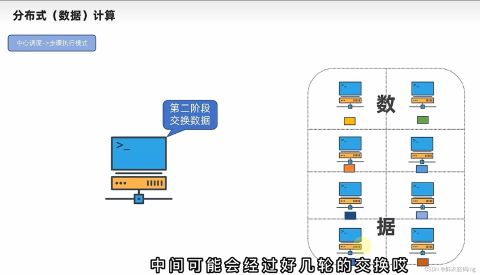 分布式（数据）计算
中心调度->步骤执行模式
>_
第二阶段
交换数据
数
据
中间可能会经过好几轮的交换哎